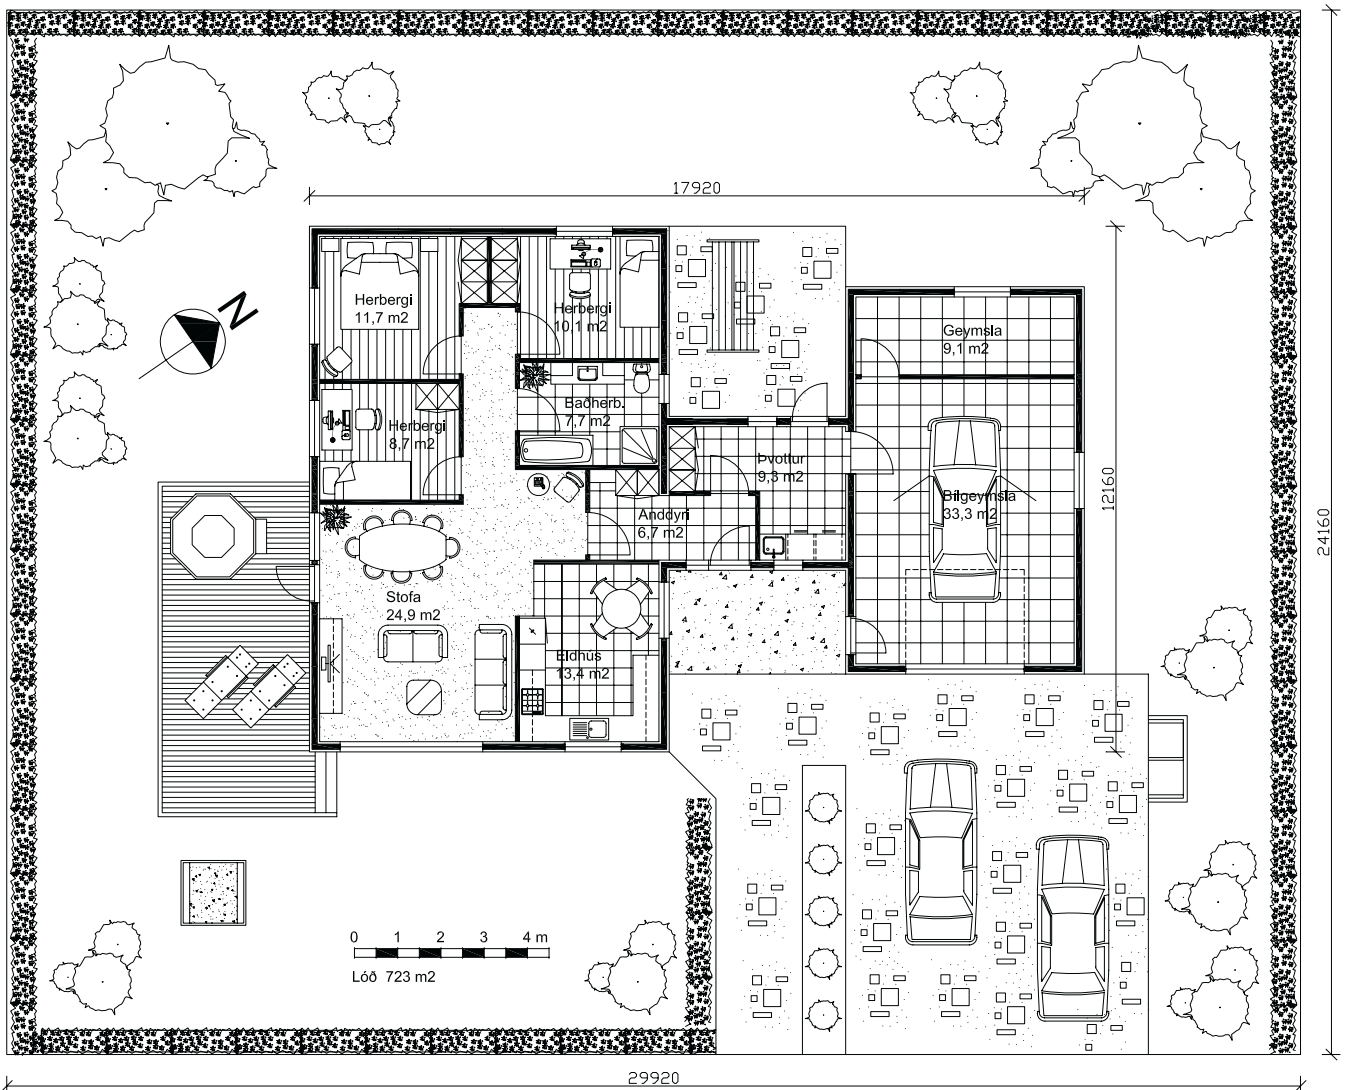 17920
N
Herbergi
11,7 m2
Herbergi
10,1 m2
Geymsla
9,1 m2
Herbergi
8,7 m2
Baðherb.
7,7 m2
Þvottur
9,3 m2
Anddyri
6,7 m2
Bílgeymsla
33,3 m2
12160
24160
Stofa
24,9 m2
Eldhús
13,4 m2
0 1 2 3 4 m
Lóð 723 m2
29920